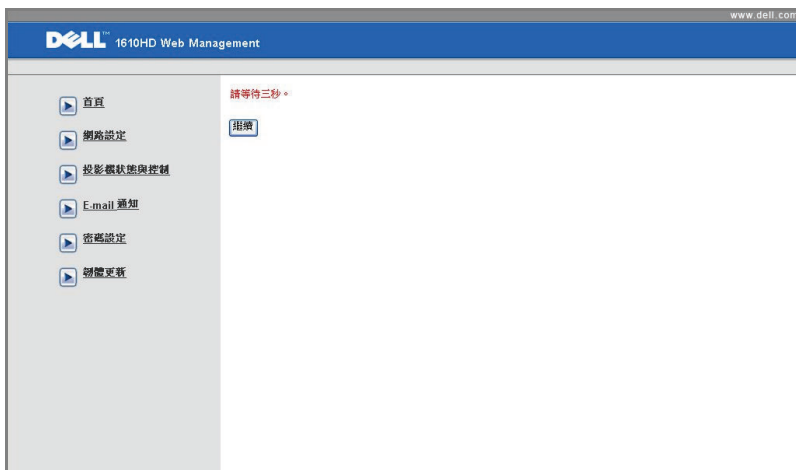 www.dell.com
DELL™ 1610HD Web Management
首頁
網路設定
投影機狀態與控制
E-mail 通知
密碼設定
韌體更新
請等待三秒。
繼續